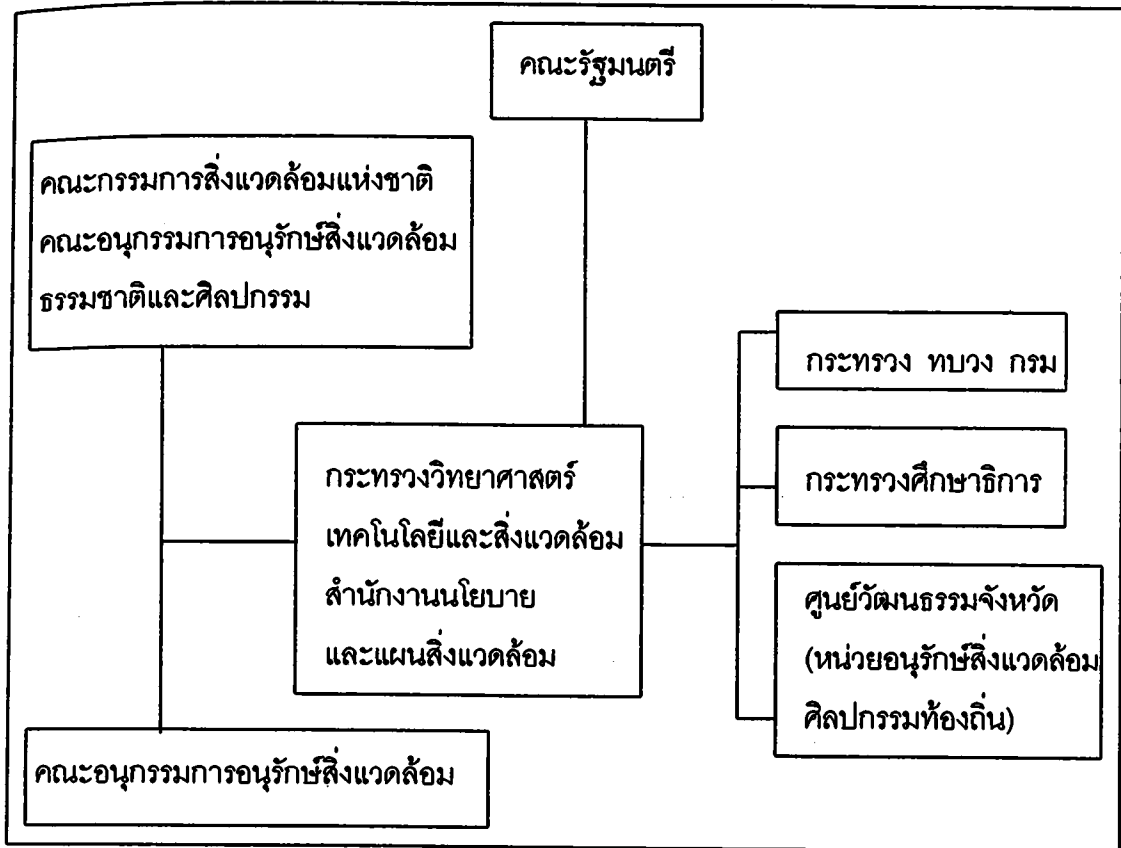 คณะรัฐมนตรี
คณะกรรมการสิ่งแวดล้อมแห่งชาติ
คณะอนุกรรมการอนุรักษ์สิ่งแวดล้อม
ธรรมชาติและศิลปกรรม
กระทรวง ทบวง กรม
กระทรวงวิทยาศาสตร์
เทคโนโลยีและสิ่งแวดล้อม
สำนักงานนโยบาย
และแผนสิ่งแวดล้อม
กระทรวงศึกษาธิการ
ศูนย์วัฒนธรรมจังหวัด
(หน่วยอนุรักษ์สิ่งแวดล้อม
ศิลปกรรมท้องถิ่น)
คณะอนุกรรมการอนุรักษ์สิ่งแวดล้อม